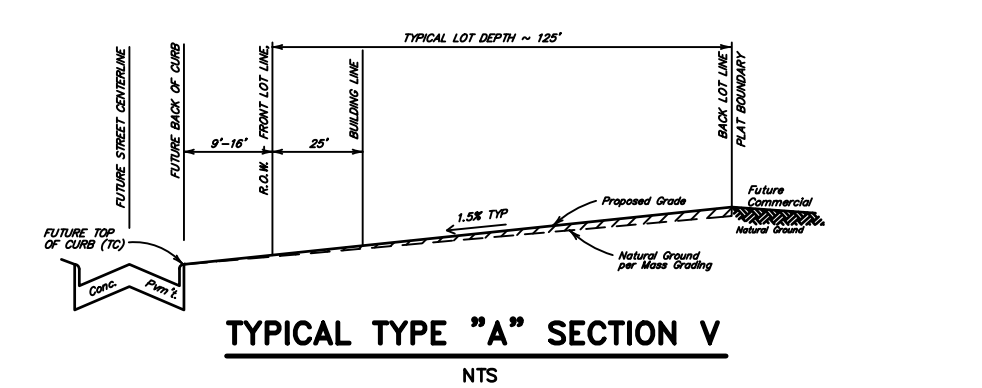 TYPICAL LOT DEPTH ~ 125'
FUTURE STREET CENTERLINE
FUTURE BACK OF CURB
R.O.W. - FRONT LOT LINE,
BUILDING LINE
BACK LOT LINE
PLAT BOUNDARY
9'-16'
25'
Future
Commercial
Proposed Grade
1.5% TYP
Natural Ground
FUTURE TOP
OF CURB (TC)
Natural Ground
per Mass Grading
Conc. Pvm't.
TYPICAL TYPE "A" SECTION V
NTS